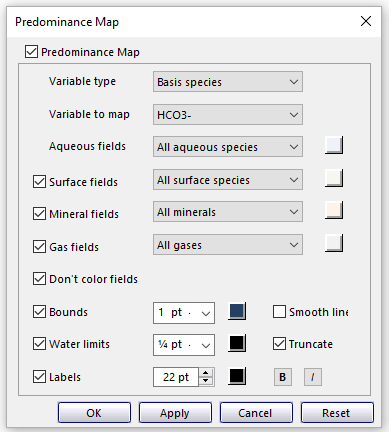 Predominance Map
Predominance Map
Variable type Basis species
Variable to map HCO3-
Aqueous fields All aqueous species
Surface fields All surface species
Mineral fields All minerals
Gas fields All gases
Don't color fields
Bounds 1 pt Smooth line
Water limits ¼ pt Truncate
Labels 22 pt B I
OK Apply Cancel Reset